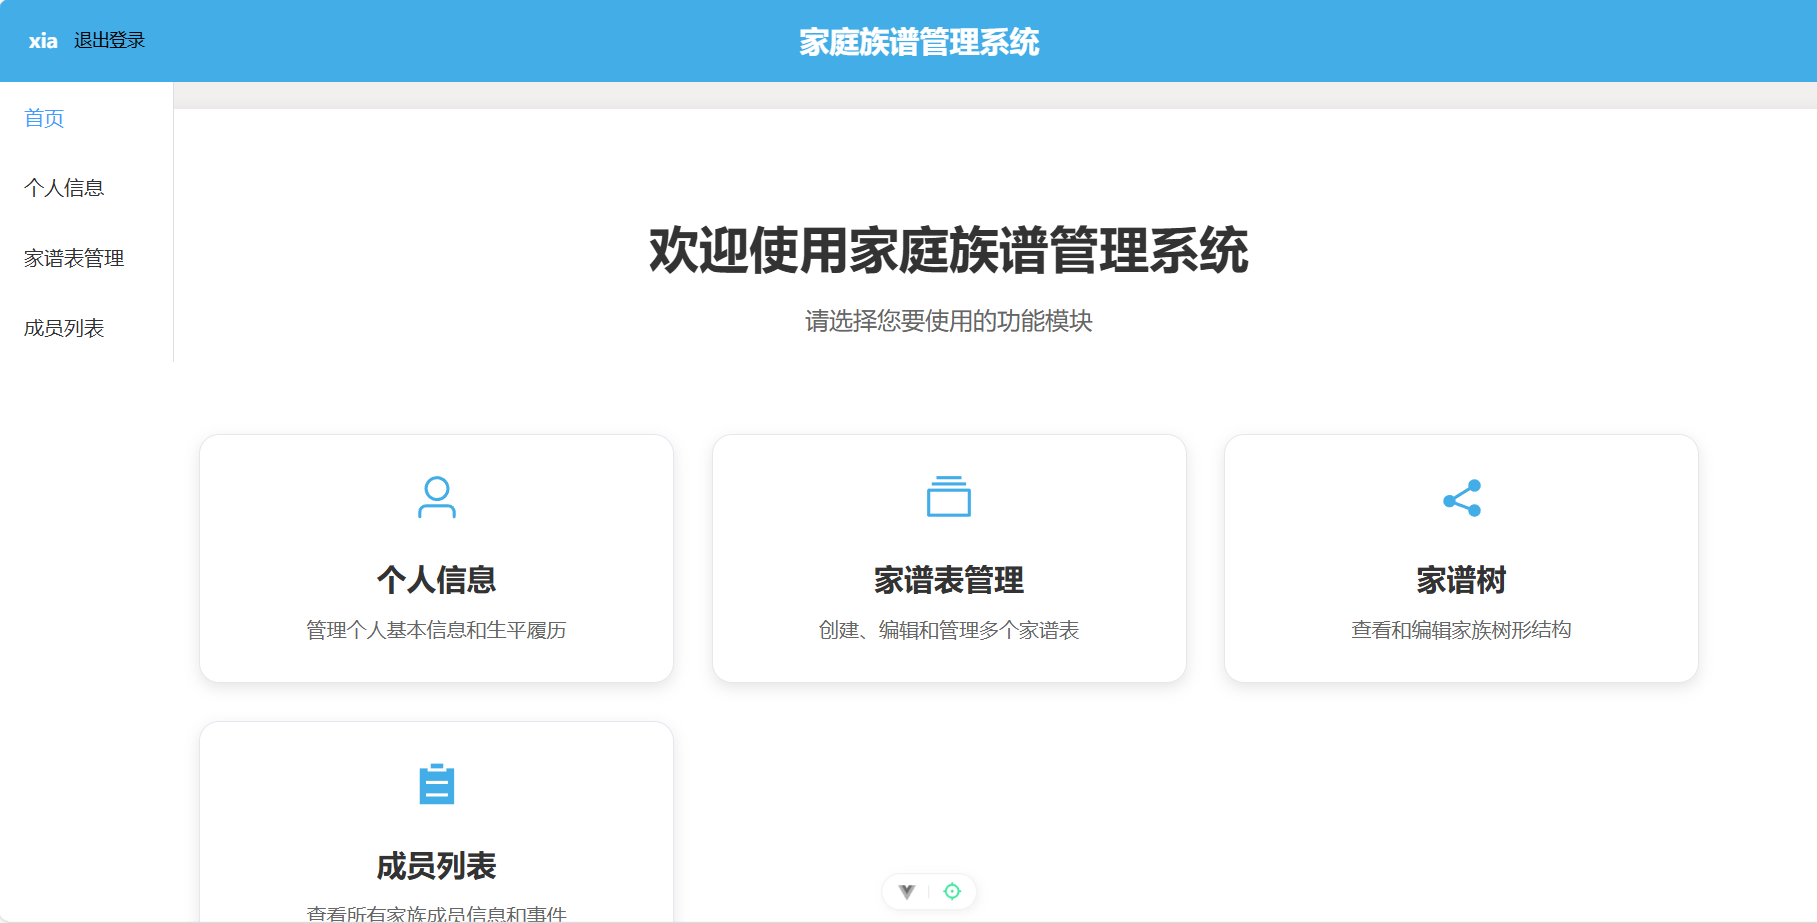 xia 退出登录
家庭族谱管理系统
首页
个人信息
家谱表管理
成员列表
欢迎使用家庭族谱管理系统
请选择您要使用的功能模块
个人信息
管理个人基本信息和生平履历
家谱表管理
创建、编辑和管理多个家谱表
家谱树
查看和编辑家族树形结构
成员列表
查看所有家族成员信息和事件